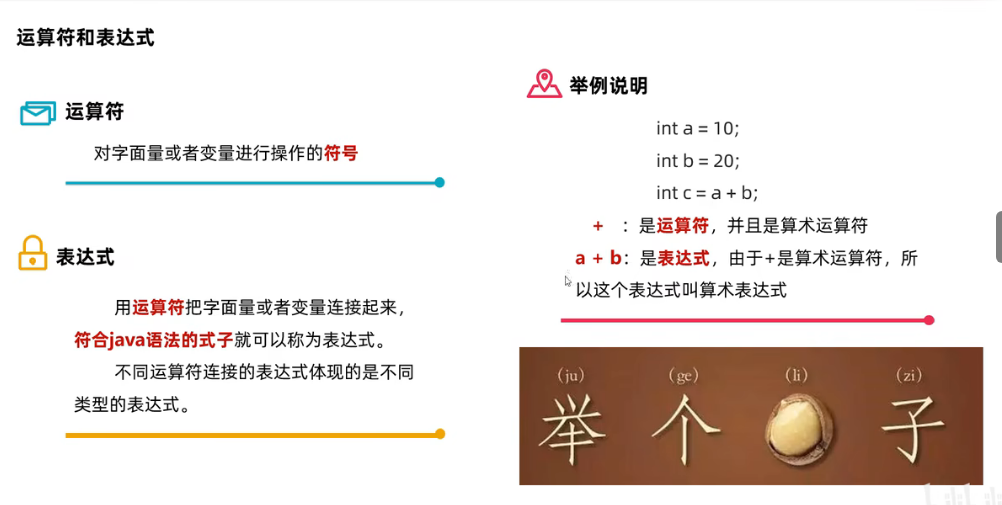 运算符和表达式
运算符
对字面量或者变量进行操作的符号
表达式
用运算符把字面量或者变量连接起来，
符合java语法的式子就可以称为表达式。
不同运算符连接的表达式体现的是不同
类型的表达式。
举例说明
int a = 10;
int b = 20;
int c = a + b;
+ ：是运算符，并且是算术运算符
a + b：是表达式，由于+是算术运算符，所
以这个表达式叫算术表达式
（ju） （ge） （li） （zi）
举 个 子